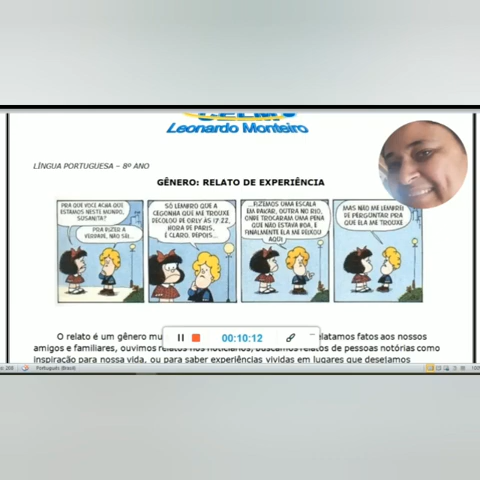 Leonardo Monteiro
LÍNGUA PORTUGUESA – 8º ANO
GÊNERO: RELATO DE EXPERIÊNCIA
PRA QUE VOCÊ ACHA QUE
ESTAMOS NESTE MUNDO,
SUSANITA?
PRA DIZER A
VERDADE, NÃO SEI...
SÓ LEMBRO QUE A
CEGONHA QUE ME TROUXE
DECOLOU DE ORLY ÀS 17:22,
HORA DE PARIS,
É CLARO. DEPOIS...
...FIZEMOS UMA ESCALA
EM DAKAR, OUTRA NO RIO,
ONDE TROCARAM UMA PENA
QUE NÃO ESTAVA BOA, E
FINALMENTE ELA ME DEIXOU
AQUI
MAS NÃO ME LEMBREI
DE PERGUNTAR PRA
QUE ELA ME TROUXE
O relato é um gênero mu
relatamos fatos aos nossos
00:10:12
amigos e familiares, ouvimos relatos nos noticiários, buscamos relatos de pessoas notórias como
inspiração para nossa vida, ou para saber experiências vividas em lugares que desejamos
Português (Brasil)